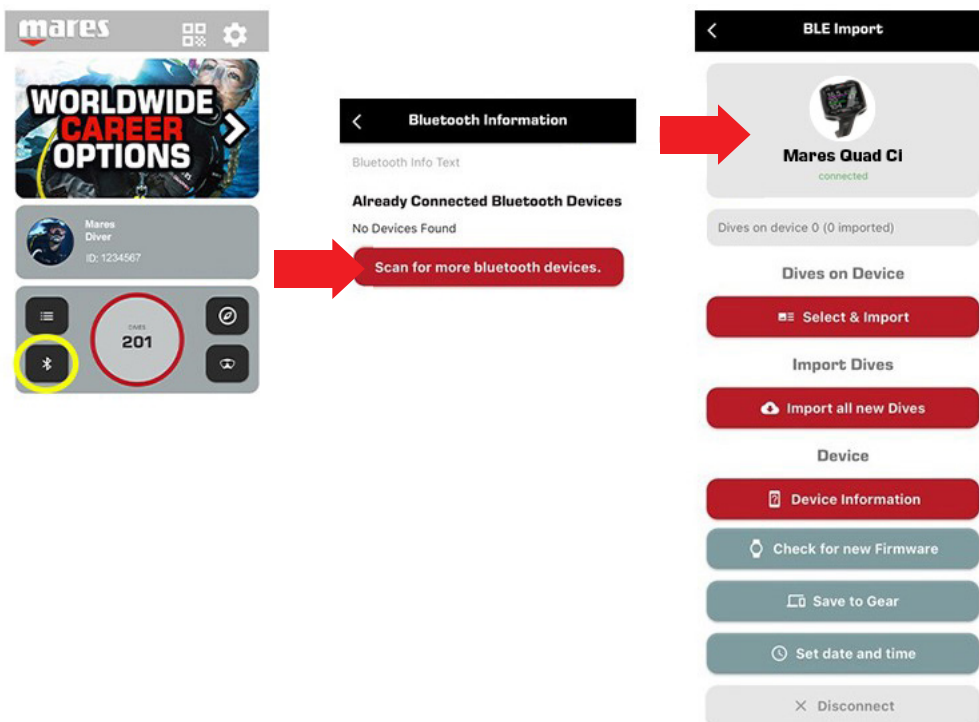 mares
WORLDWIDE
CAREER
OPTIONS
Mares
Diver
ID: 1234567
DIVES
201
Bluetooth Information
Bluetooth Info Text
Already Connected Bluetooth Devices
No Devices Found
Scan for more bluetooth devices.
BLE Import
Mares Quad Ci
connected
Dives on device 0 (0 imported)
Dives on Device
Select & Import
Import Dives
Import all new Dives
Device
Device Information
Check for new Firmware
Save to Gear
Set date and time
Disconnect